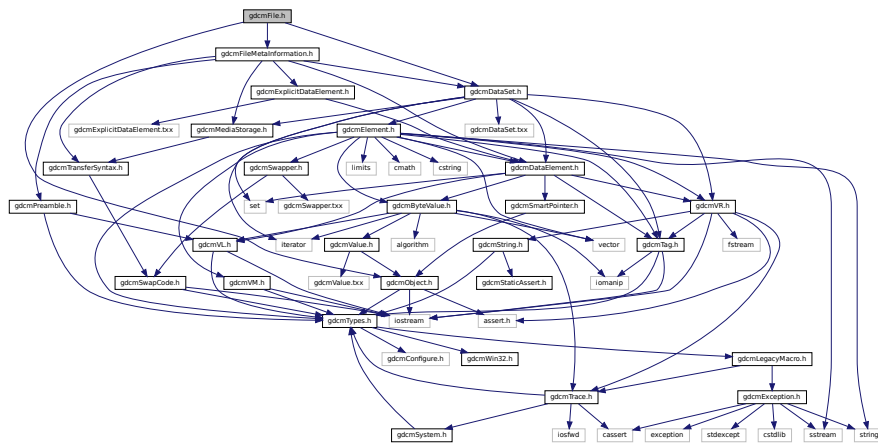 gdcmFile.h
gdcmFileMetaInformation.h
gdcmExplicitDataElement.h
gdcmDataSet.h
gdcmExplicitDataElement.txx
gdcmMediaStorage.h
gdcmElement.h
gdcmDataSet.txx
gdcmTransferSyntax.h
gdcmSwapper.h
limits
cmath
cstring
gdcmDataElement.h
gdcmPreamble.h
set
gdcmSwapper.txx
gdcmByteValue.h
gdcmSmartPointer.h
gdcmVR.h
gdcmVL.h
iterator
gdcmValue.h
algorithm
gdcmString.h
vector
gdcmTag.h
fstream
gdcmSwapCode.h
gdcmVM.h
gdcmValue.txx
gdcmObject.h
gdcmStaticAssert.h
iomanip
gdcmTypes.h
iostream
assert.h
gdcmConfigure.h
gdcmWin32.h
gdcmLegacyMacro.h
gdcmTrace.h
gdcmException.h
gdcmSystem.h
iosfwd
cassert
exception
stdexcept
cstdlib
sstream
string